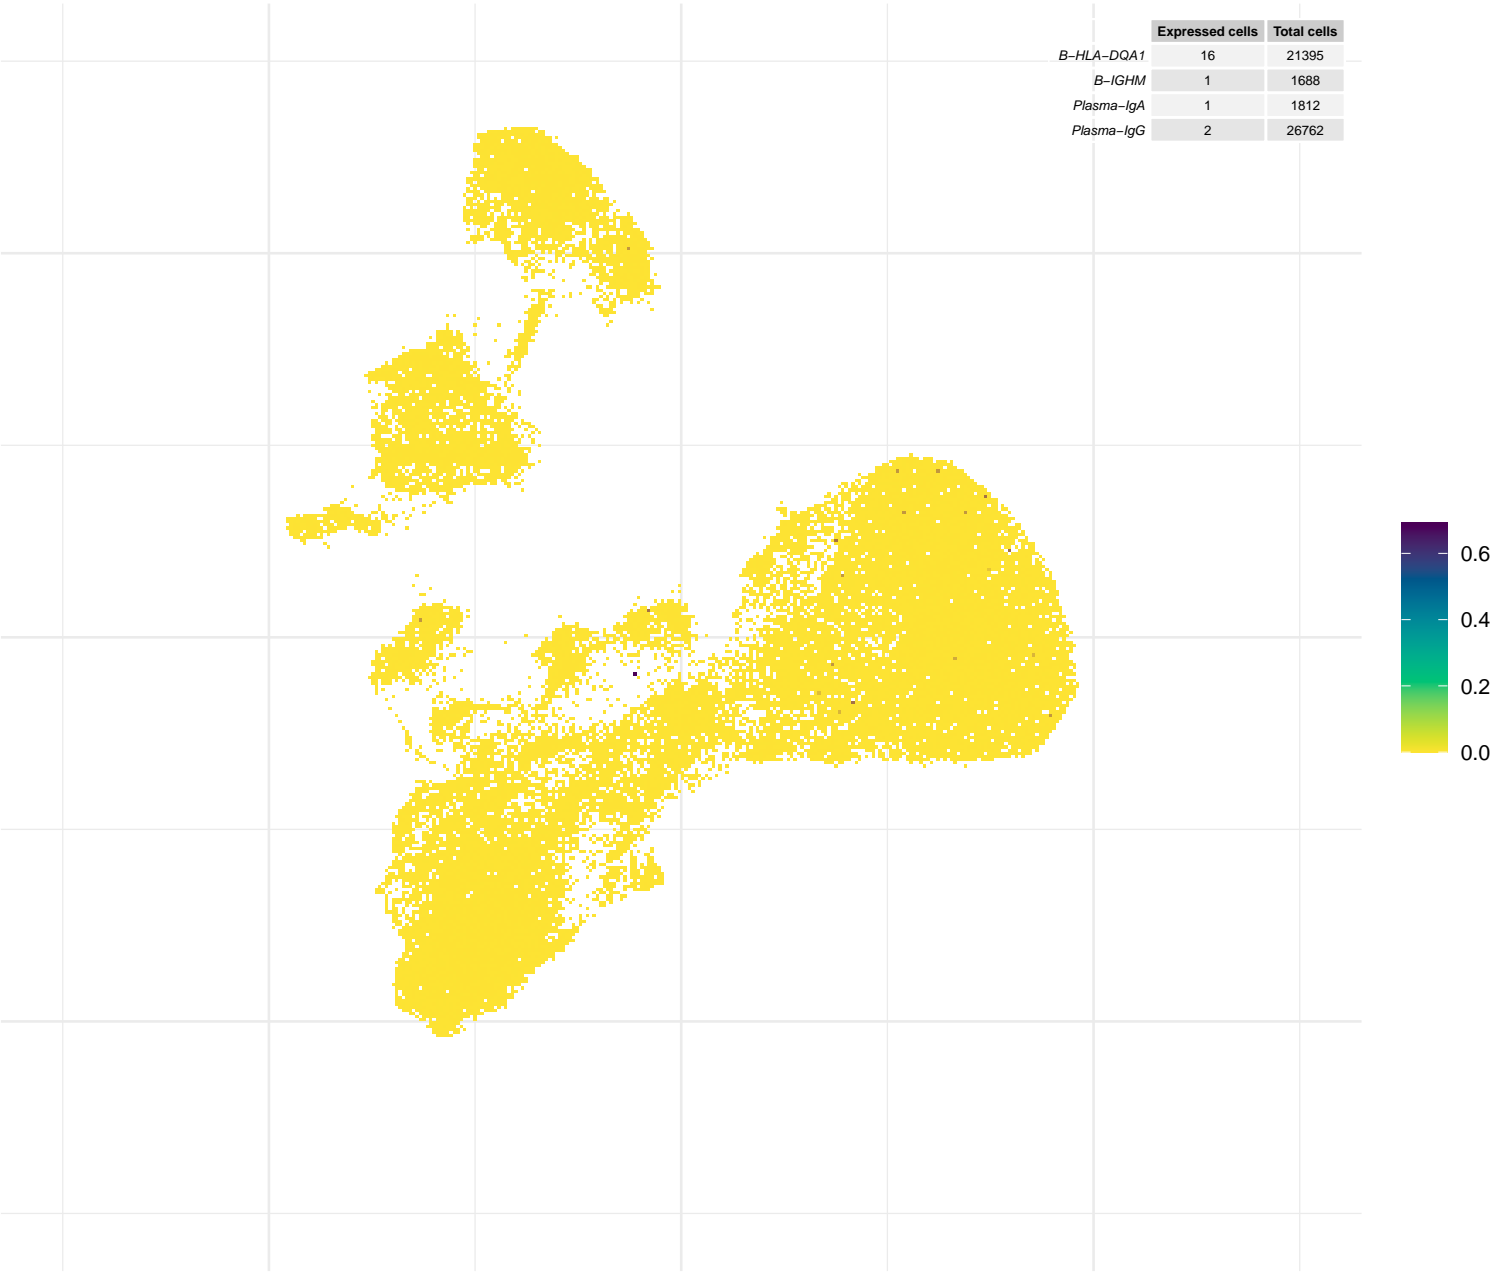 Expressed cells Total cells
B−HLA−DQA1 16 21395
B−IGHM 1 1688
Plasma−IgA 1 1812
Plasma−IgG 2 26762
0.6
0.4
0.2
0.0